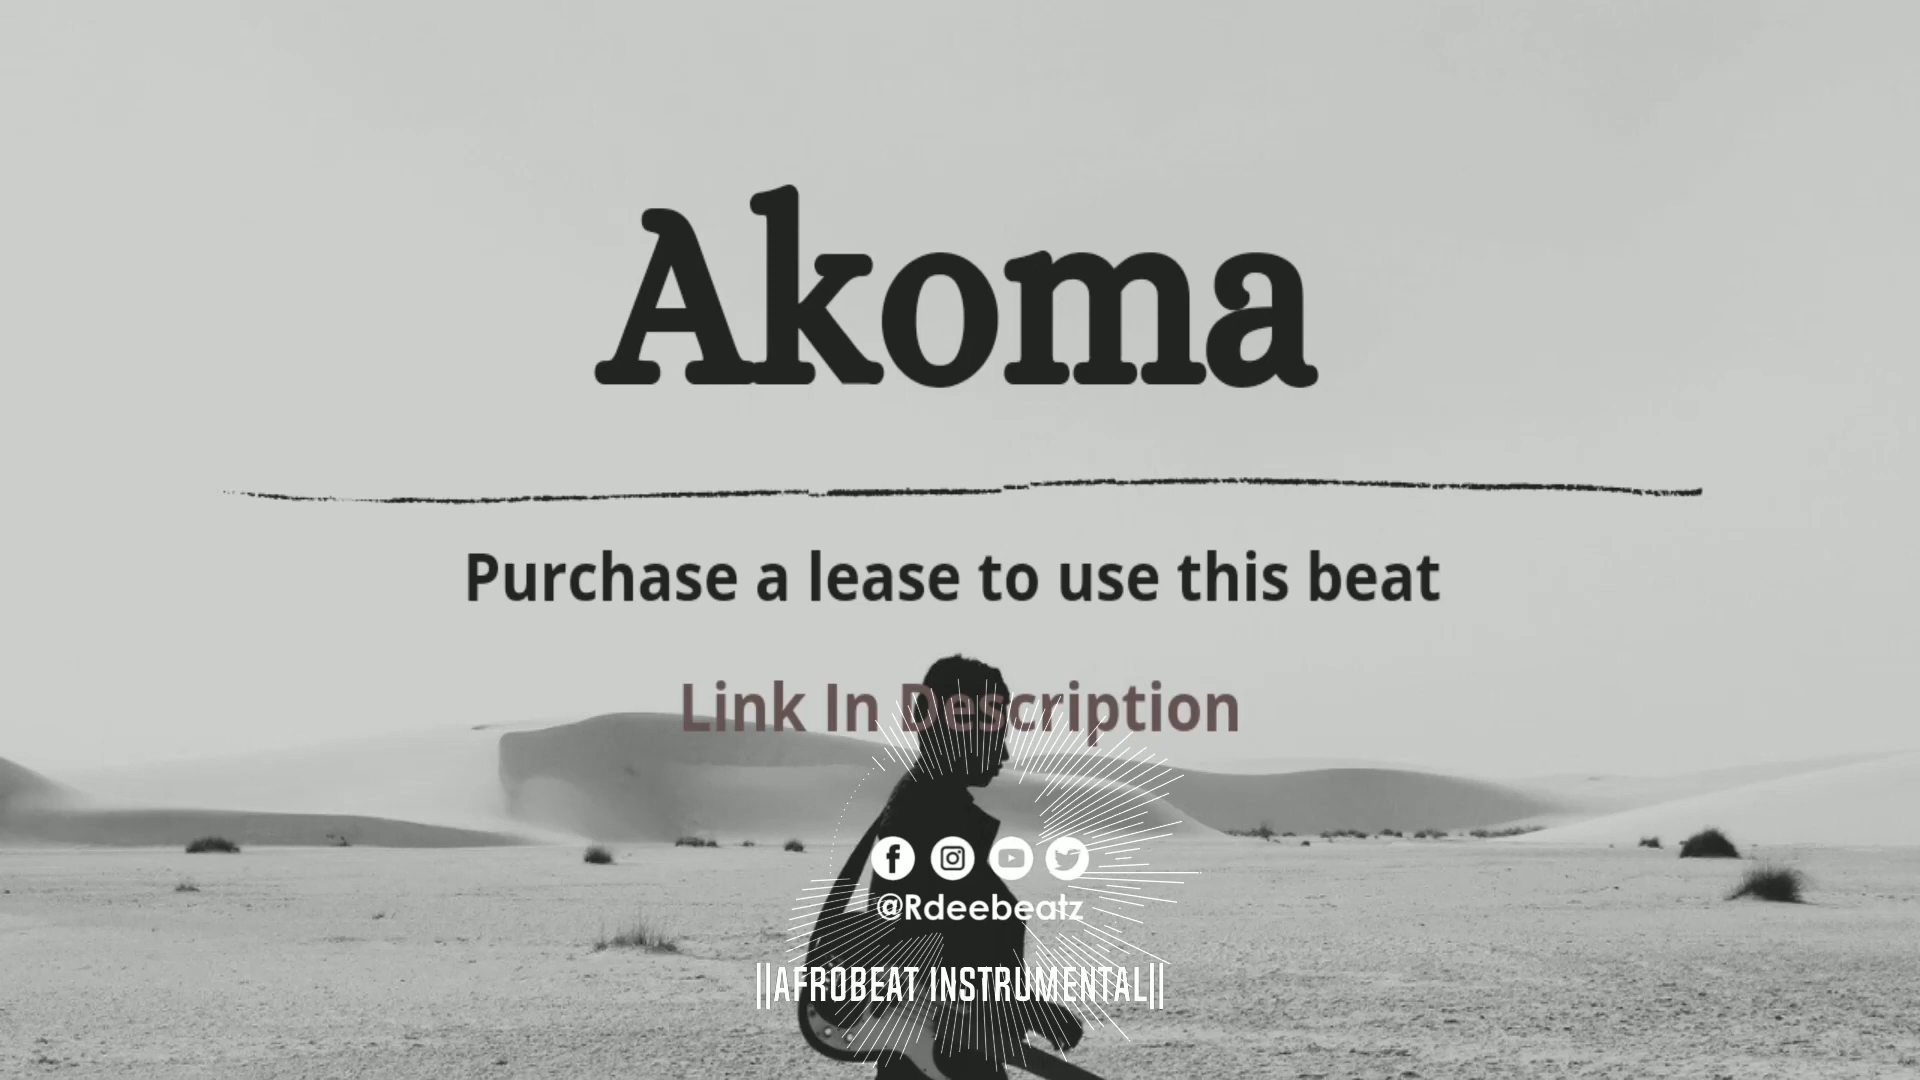 Akoma
Purchase a lease to use this beat
Link In Description
@Rdeebeatz
||AFROBEAT INSTRUMENTAL||